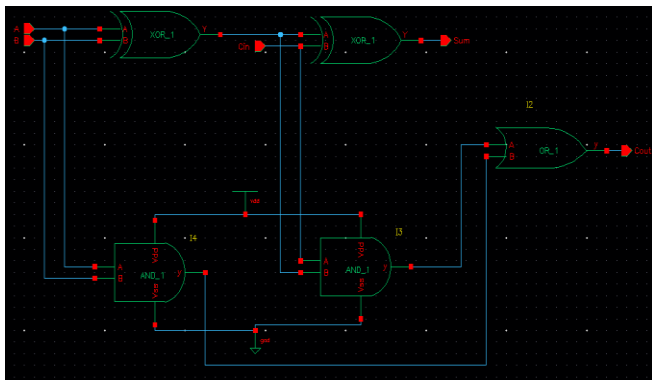 A
A
XOR_1
Y
A
XOR_1
Y
Sum
B
B
Cin
B
I2
A
OR_1
Y
Cout
B
vdd
I4
I3
Vdd
Vdd
A
AND_1
Y
A
AND_1
Y
B
B
Vss
Vss
gnd